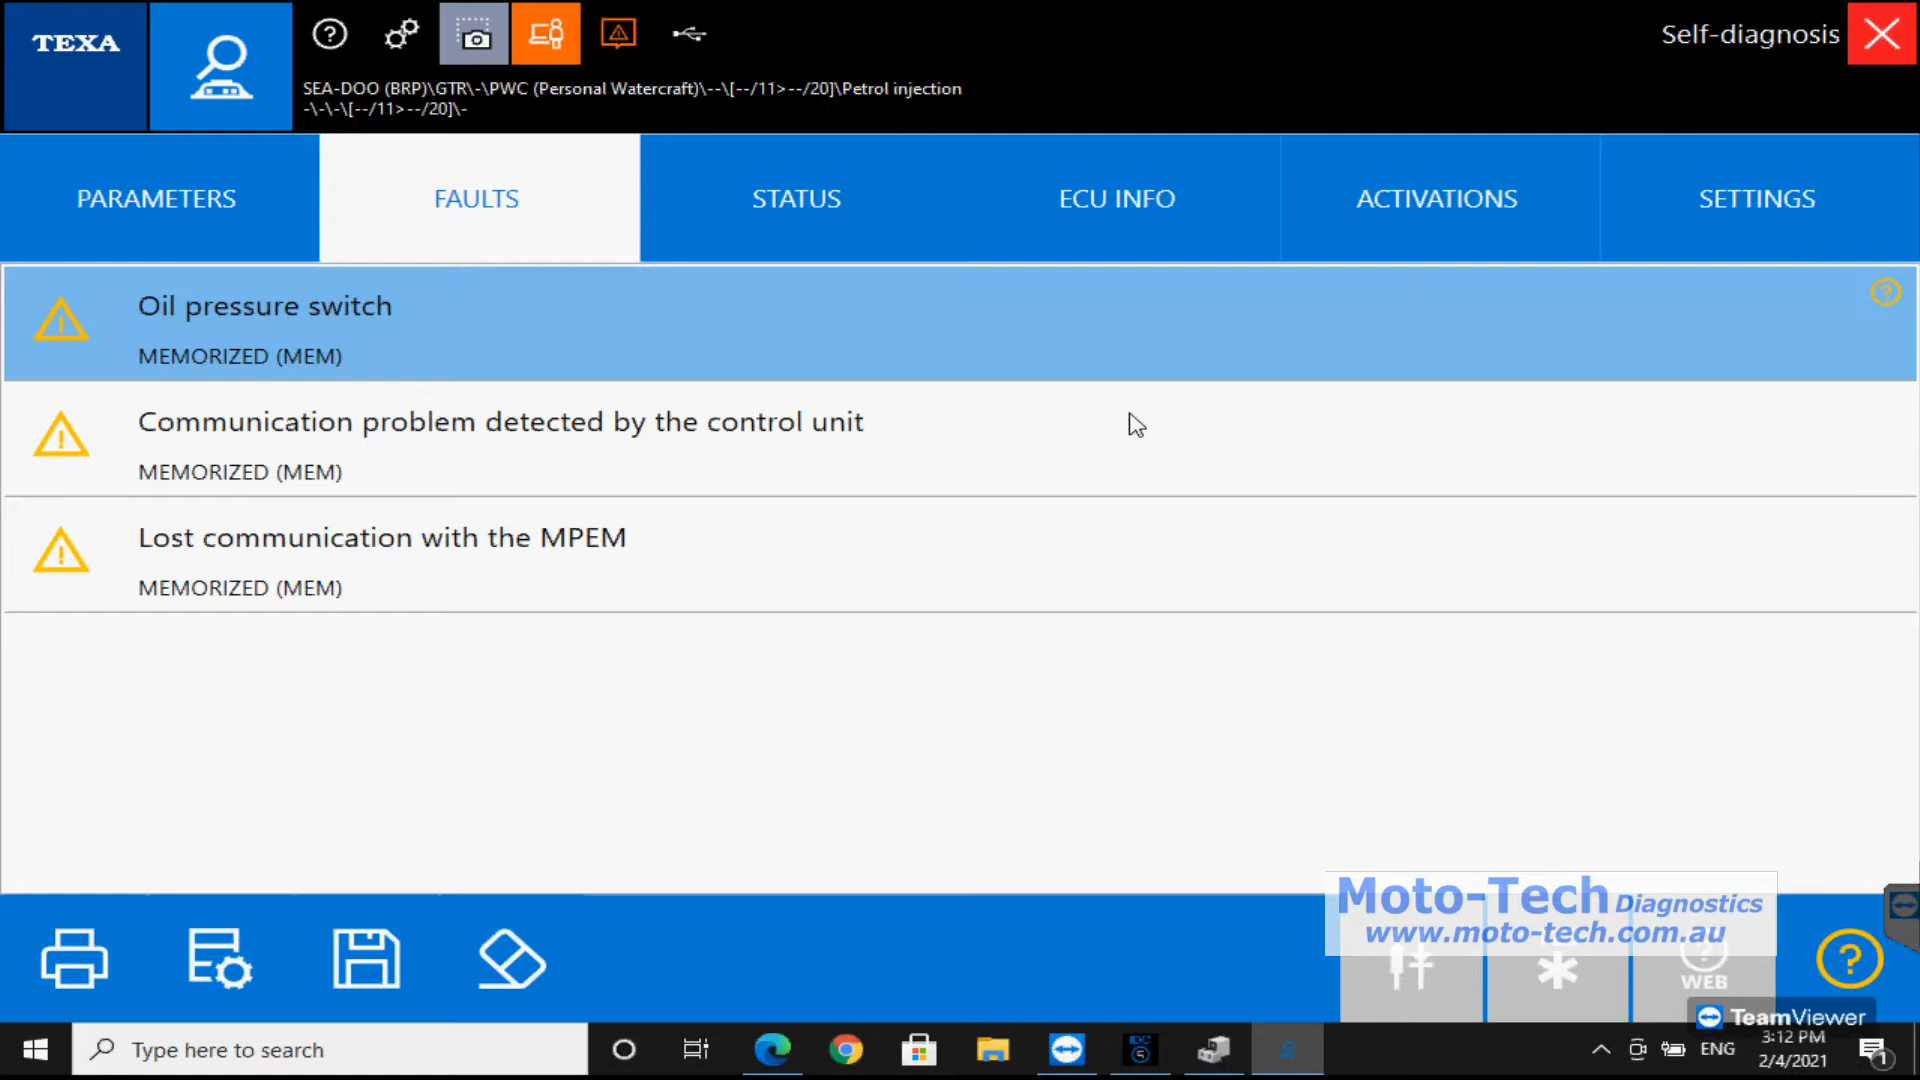 TEXA
Self-diagnosis
SEA-DOO (BRP)\GTR\-\PWC (Personal Watercraft)\--\[--/11>--/20]\Petrol injection
-\-\-\[--/11>--/20]\-
PARAMETERS
FAULTS
STATUS
ECU INFO
ACTIVATIONS
SETTINGS
Oil pressure switch
MEMORIZED (MEM)
Communication problem detected by the control unit
MEMORIZED (MEM)
Lost communication with the MPEM
MEMORIZED (MEM)
Moto-Tech Diagnostics
www.moto-tech.com.au
WEB
TeamViewer
Type here to search
IDC
5
ENG
3:12 PM
2/4/2021
1